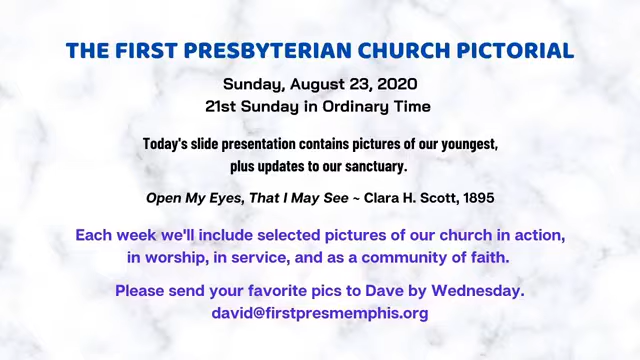 THE FIRST PRESBYTERIAN CHURCH PICTORIAL
Sunday, August 23, 2020
21st Sunday in Ordinary Time
Today's slide presentation contains pictures of our youngest,
plus updates to our sanctuary.
Open My Eyes, That I May See ~ Clara H. Scott, 1895
Each week we'll include selected pictures of our church in action,
in worship, in service, and as a community of faith.
Please send your favorite pics to Dave by Wednesday.
david@firstpresmemphis.org